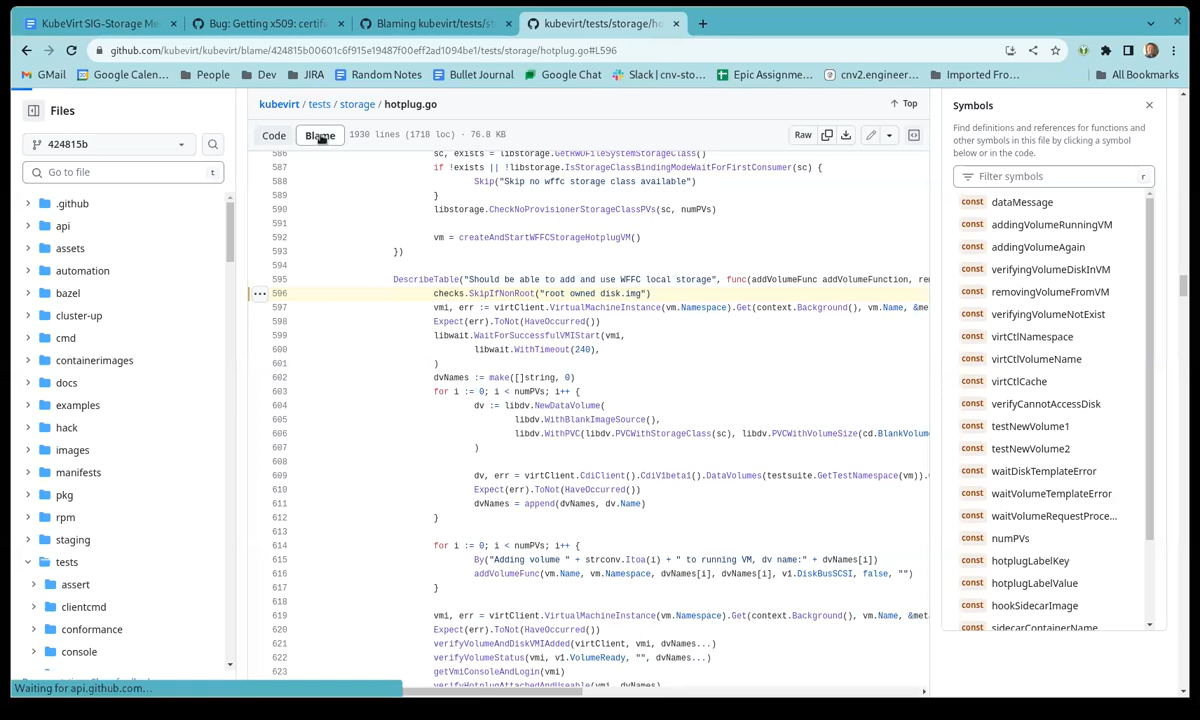 KubeVirt SIG-Storage Me
Bug: Getting x509: certifi
Blaming kubevirt/tests/st
kubevirt/tests/storage/ho
github.com/kubevirt/kubevirt/blame/424815b00601c6f915e19487f00eff2ad1094be1/tests/storage/hotplug.go#L596
GMail
Google Calen...
People
Dev
JIRA
Random Notes
Bullet Journal
Google Chat
Slack | cnv-sto...
Epic Assignme...
cnv2.engineer...
Imported Fro...
All Bookmarks
Files
424815b
Go to file
t
.github
api
assets
automation
bazel
cluster-up
cmd
containerimages
docs
examples
hack
images
manifests
pkg
rpm
staging
tests
assert
clientcmd
conformance
console
Waiting for api.github.com...
kubevirt / tests / storage / hotplug.go
Top
Code
Blame
1930 lines (1718 loc) · 76.8 KB
Raw
586 sc, exists = libstorage.GetRWOFileSystemStorageClass()
587 if !exists || !libstorage.IsStorageClassBindingModeWaitForFirstConsumer(sc) {
588 Skip("Skip no wffc storage class available")
589 }
590 libstorage.CheckNoProvisionerStorageClassPVs(sc, numPVs)
591
592 vm = createAndStartWFFCStorageHotplugVM()
593 })
594
595 DescribeTable("Should be able to add and use WFFC local storage", func(addVolumeFunc addVolumeFunction, re
596 checks.SkipIfNonRoot("root owned disk.img")
597 vmi, err := virtClient.VirtualMachineInstance(vm.Namespace).Get(context.Background(), vm.Name, &me
598 Expect(err).ToNot(HaveOccurred())
599 libwait.WaitForSuccessfulVMIStart(vmi,
600 libwait.WithTimeout(240),
601 )
602 dvNames := make([]string, 0)
603 for i := 0; i < numPVs; i++ {
604 dv := libdv.NewDataVolume(
605 libdv.WithBlankImageSource(),
606 libdv.WithPVC(libdv.PVCWithStorageClass(sc), libdv.PVCWithVolumeSize(cd.BlankVolum
607 )
608
609 dv, err = virtClient.CdiClient().CdiV1beta1().DataVolumes(testsuite.GetTestNamespace(vm)).
610 Expect(err).ToNot(HaveOccurred())
611 dvNames = append(dvNames, dv.Name)
612 }
613
614 for i := 0; i < numPVs; i++ {
615 By("Adding volume " + strconv.Itoa(i) + " to running VM, dv name:" + dvNames[i])
616 addVolumeFunc(vm.Name, vm.Namespace, dvNames[i], dvNames[i], v1.DiskBusSCSI, false, "")
617 }
618
619 vmi, err = virtClient.VirtualMachineInstance(vm.Namespace).Get(context.Background(), vm.Name, &met
620 Expect(err).ToNot(HaveOccurred())
621 verifyVolumeAndDiskVMIAdded(virtClient, vmi, dvNames...)
622 verifyVolumeStatus(vmi, v1.VolumeReady, "", dvNames...)
623 getVmiConsoleAndLogin(vmi)
verifyHotplugAttachedAndUseable(vmi, dvNames)
Symbols
Find definitions and references for functions and
other symbols in this file by clicking a symbol
below or in the code.
Filter symbols
r
const dataMessage
const addingVolumeRunningVM
const addingVolumeAgain
const verifyingVolumeDiskInVM
const removingVolumeFromVM
const verifyingVolumeNotExist
const virtCtlNamespace
const virtCtlVolumeName
const virtCtlCache
const verifyCannotAccessDisk
const testNewVolume1
const testNewVolume2
const waitDiskTemplateError
const waitVolumeTemplateError
const waitVolumeRequestProce...
const numPVs
const hotplugLabelKey
const hotplugLabelValue
const hookSidecarImage
const sidecarContainerName